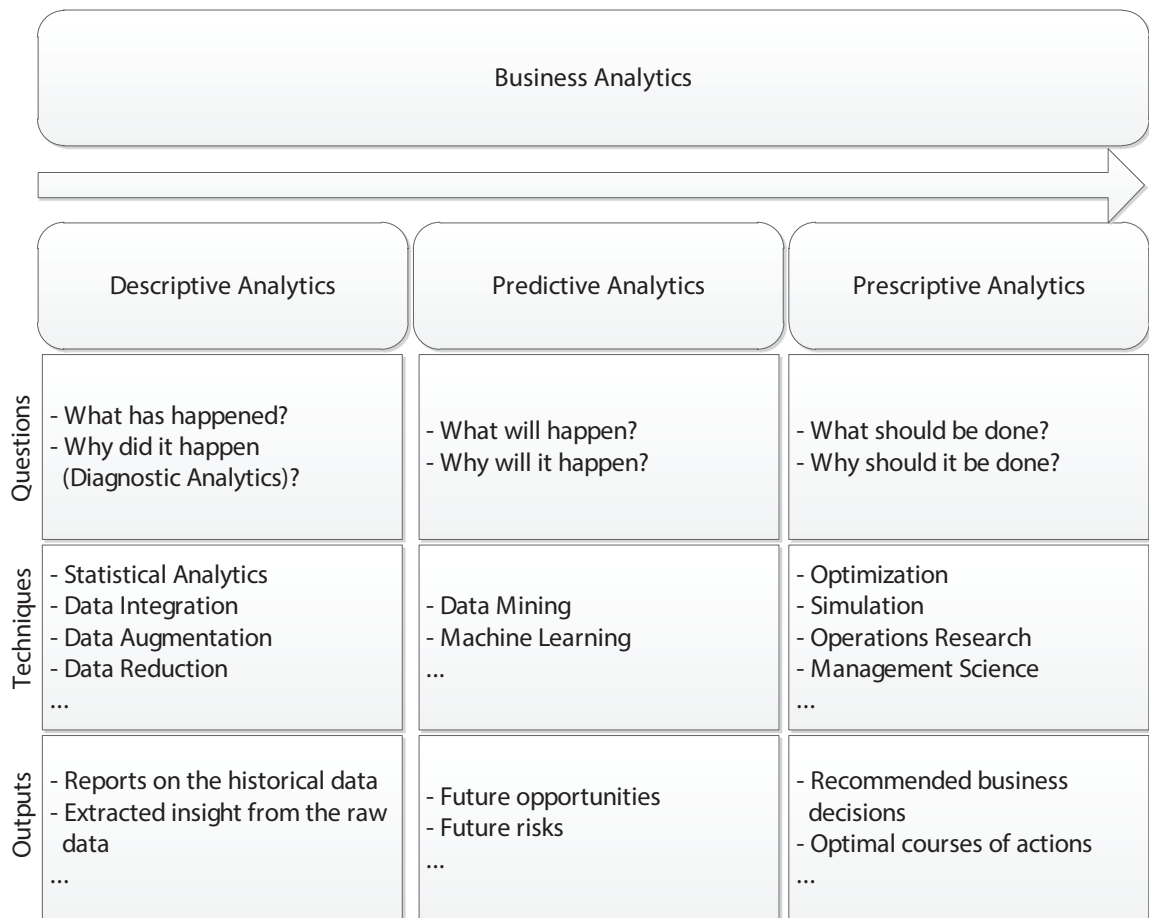 Business Analytics
Descriptive Analytics
Predictive Analytics
Prescriptive Analytics
Questions
- What has happened?
- Why did it happen
(Diagnostic Analytics)?
- What will happen?
- Why will it happen?
- What should be done?
- Why should it be done?
Techniques
- Statistical Analytics
- Data Integration
- Data Augmentation
- Data Reduction
...
- Data Mining
- Machine Learning
...
- Optimization
- Simulation
- Operations Research
- Management Science
...
Outputs
- Reports on the historical data
- Extracted insight from the raw
data
...
- Future opportunities
- Future risks
...
- Recommended business
decisions
- Optimal courses of actions
...